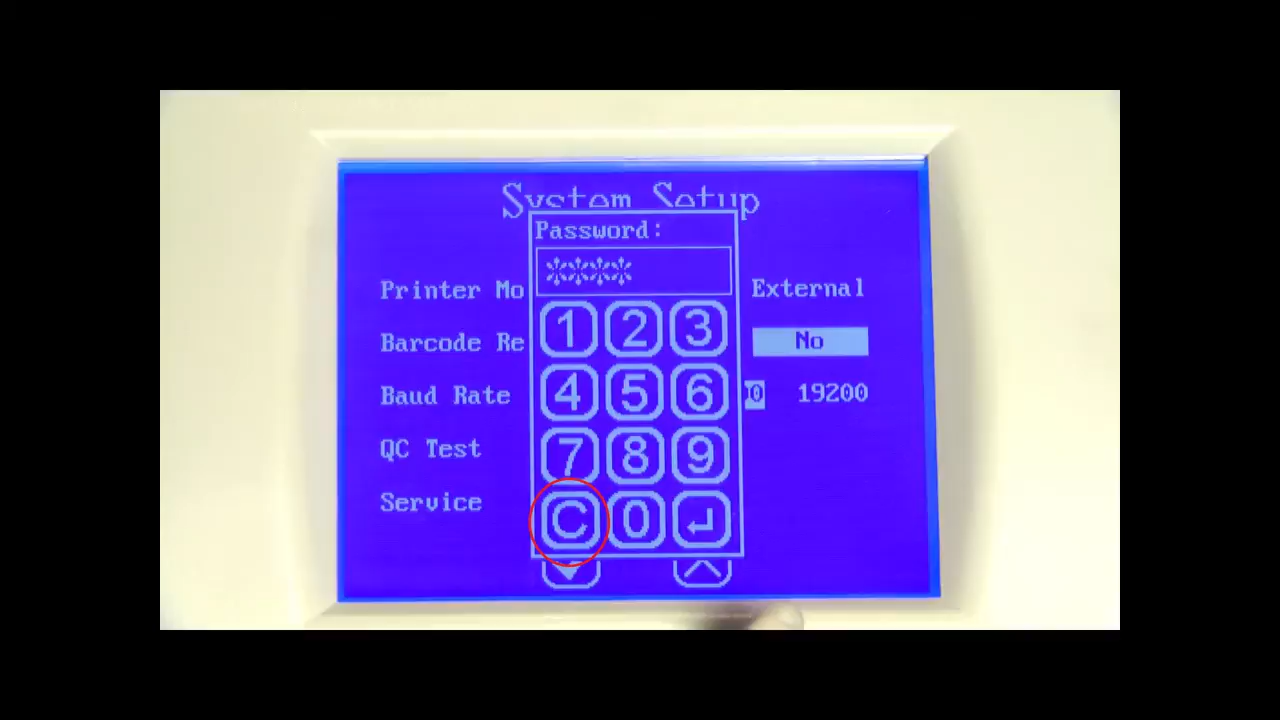 System Setup
Password:
****
Printer Mo
External
Barcode Re
No
Baud Rate
0 19200
QC Test
Service
1 2 3
4 5 6
7 8 9
C 0 ↵